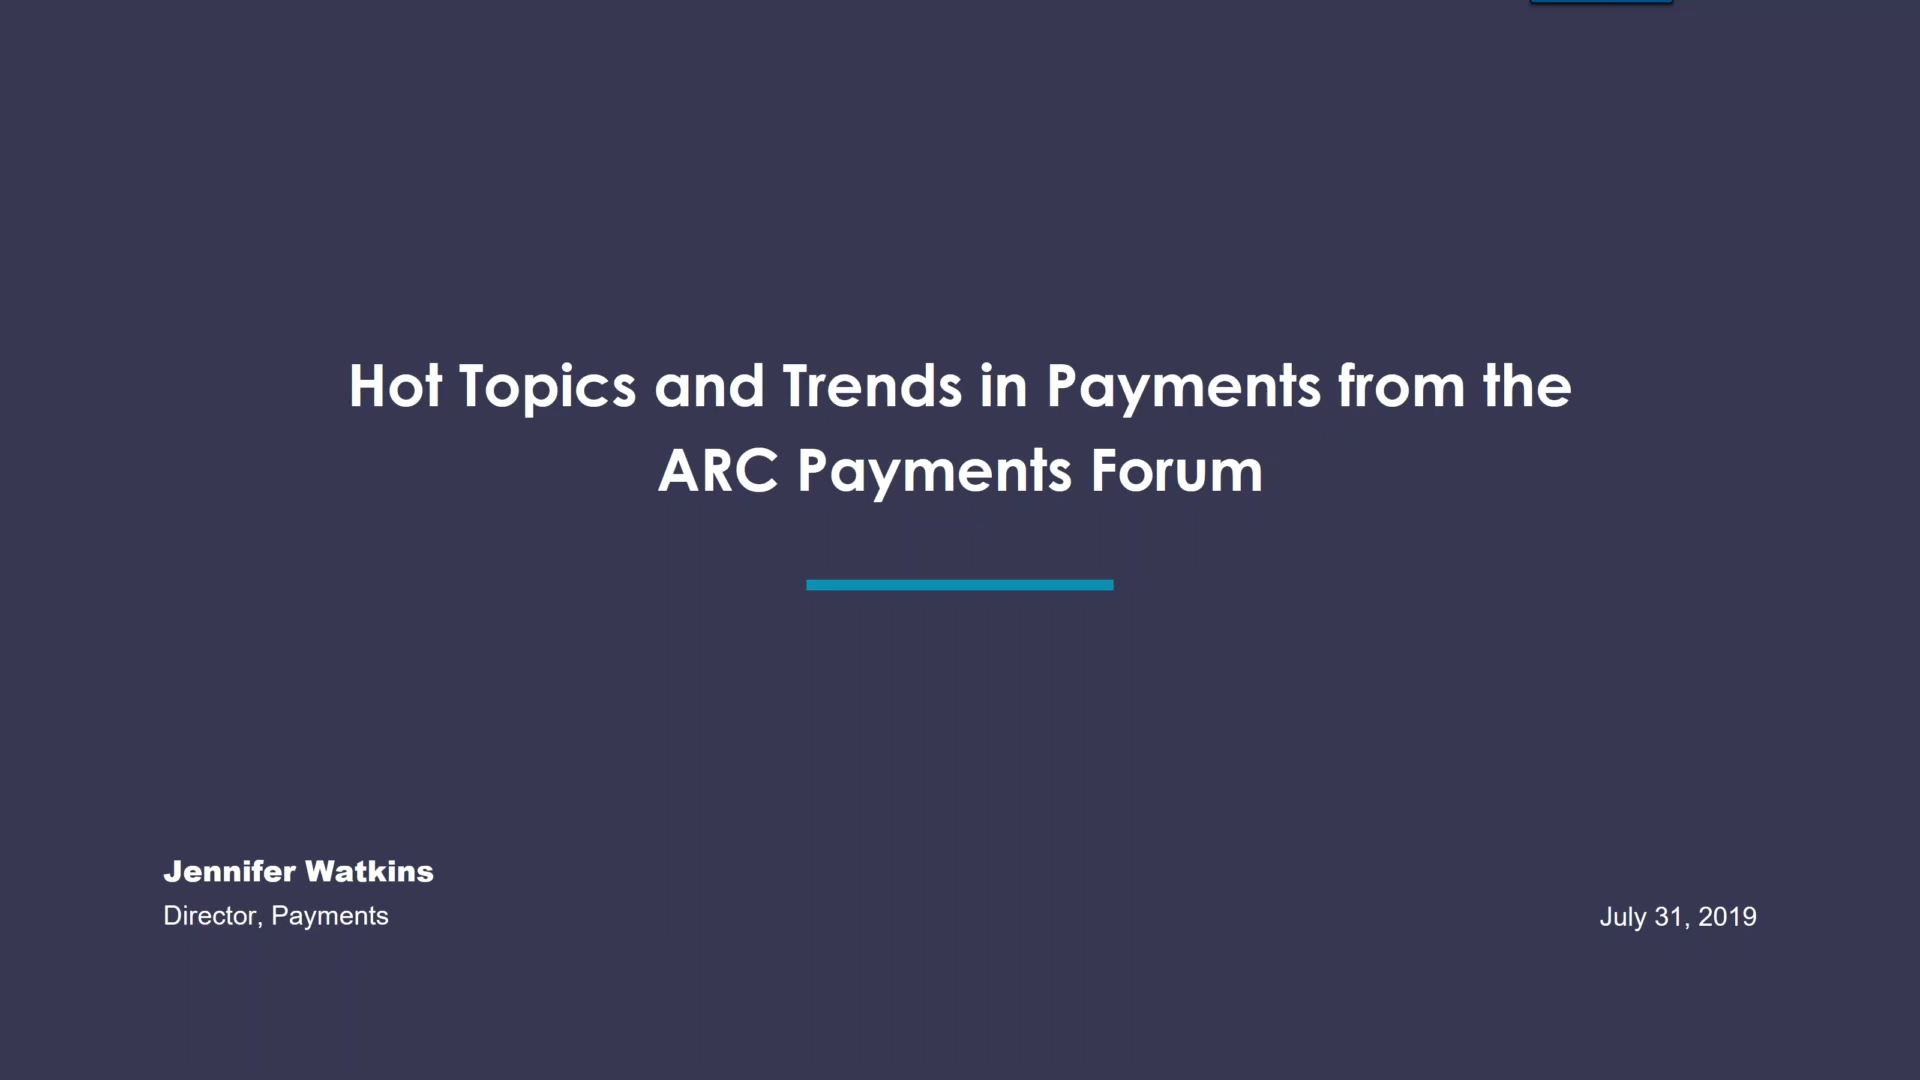 Hot Topics and Trends in Payments from the
ARC Payments Forum
Jennifer Watkins
Director, Payments
July 31, 2019